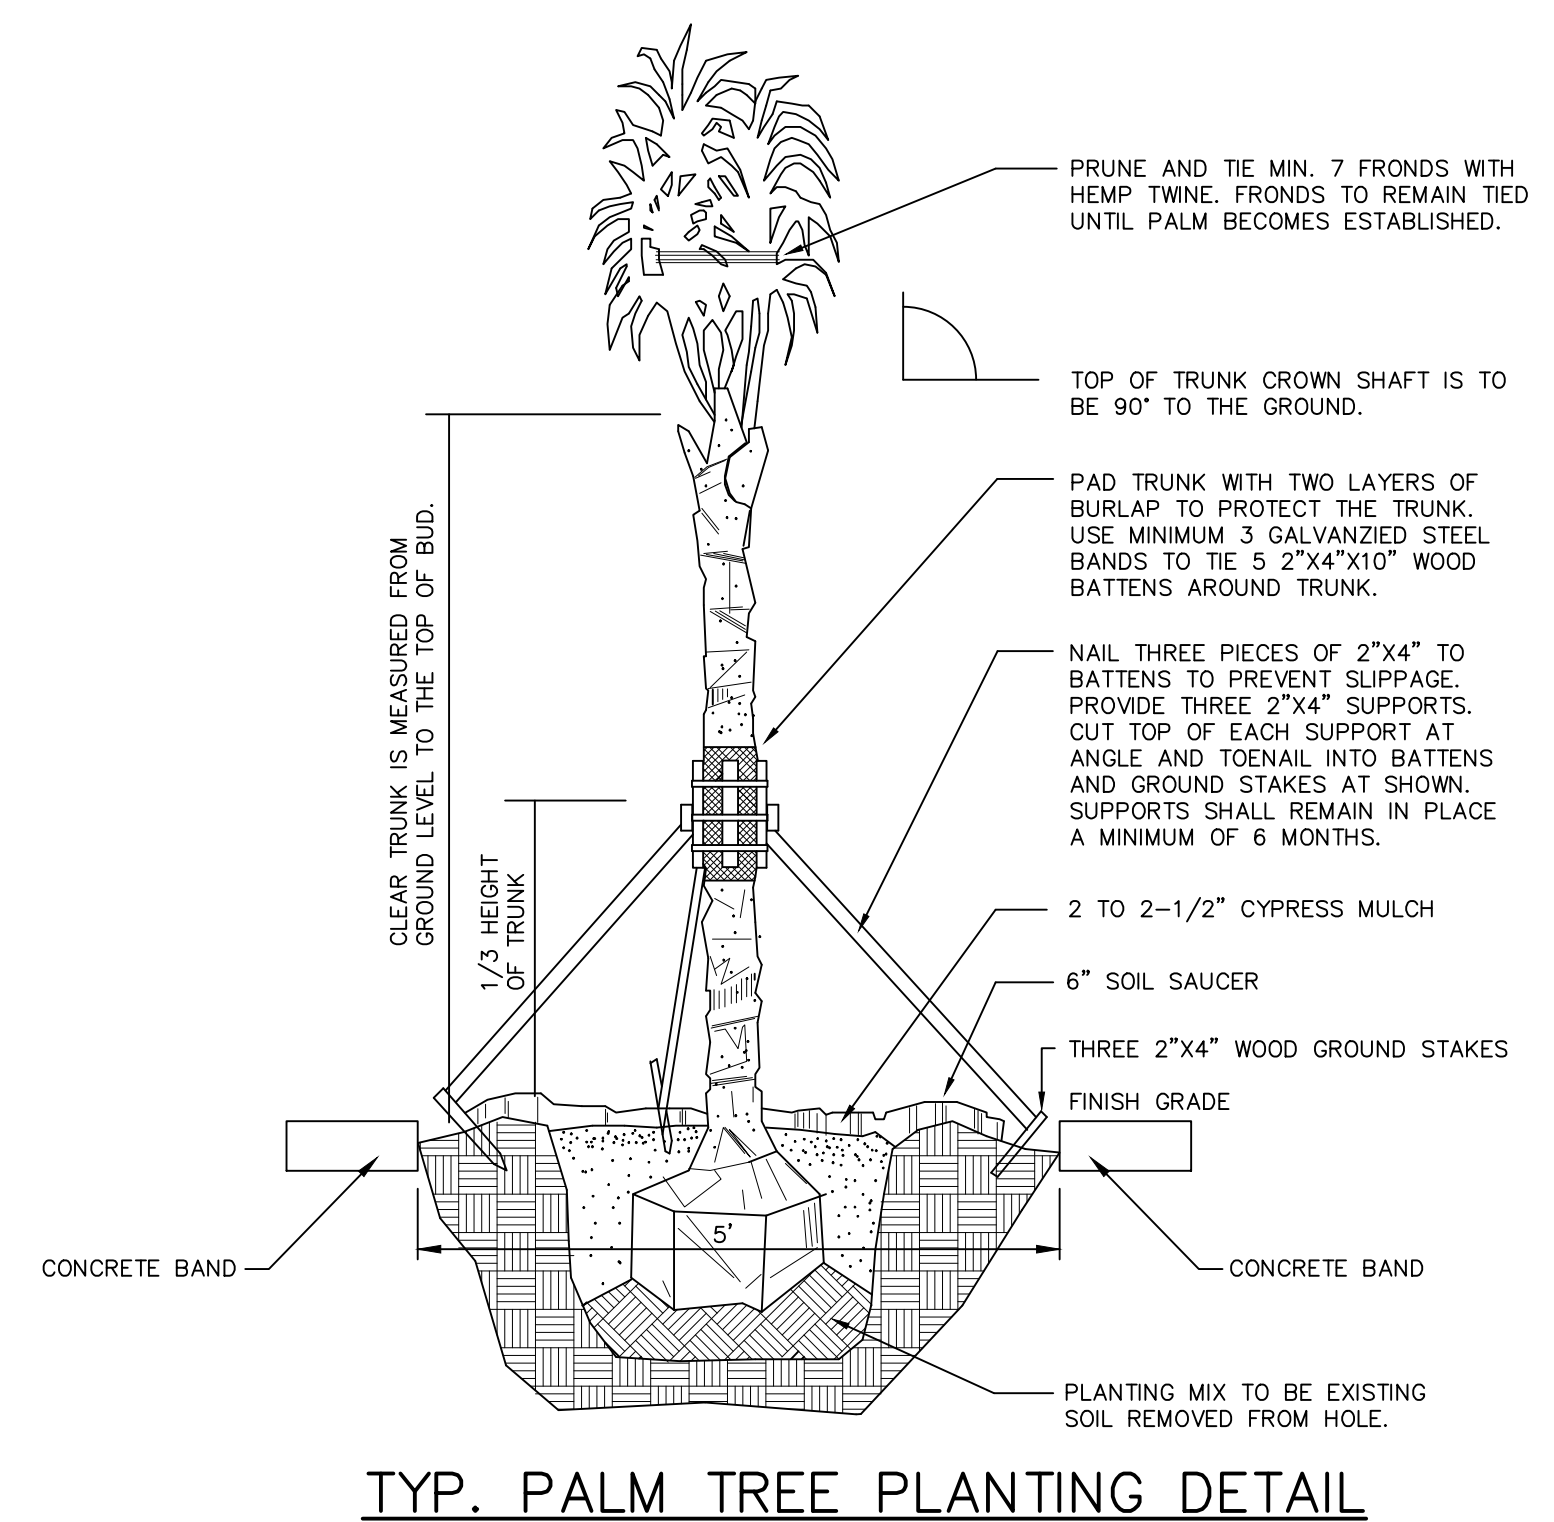 PRUNE AND TIE MIN. 7 FRONDS WITH
HEMP TWINE. FRONDS TO REMAIN TIED
UNTIL PALM BECOMES ESTABLISHED.
TOP OF TRUNK CROWN SHAFT IS TO
BE 90° TO THE GROUND.
PAD TRUNK WITH TWO LAYERS OF
BURLAP TO PROTECT THE TRUNK.
USE MINIMUM 3 GALVANZIED STEEL
BANDS TO TIE 5 2"X4"X10" WOOD
BATTENS AROUND TRUNK.
CLEAR TRUNK IS MEASURED FROM
GROUND LEVEL TO THE TOP OF BUD.
NAIL THREE PIECES OF 2"X4" TO
BATTENS TO PREVENT SLIPPAGE.
PROVIDE THREE 2"X4" SUPPORTS.
CUT TOP OF EACH SUPPORT AT
ANGLE AND TOENAIL INTO BATTENS
AND GROUND STAKES AT SHOWN.
SUPPORTS SHALL REMAIN IN PLACE
A MINIMUM OF 6 MONTHS.
1/3 HEIGHT
OF TRUNK
2 TO 2-1/2" CYPRESS MULCH
6" SOIL SAUCER
THREE 2"X4" WOOD GROUND STAKES
FINISH GRADE
5'
CONCRETE BAND
CONCRETE BAND
PLANTING MIX TO BE EXISTING
SOIL REMOVED FROM HOLE.
TYP. PALM TREE PLANTING DETAIL